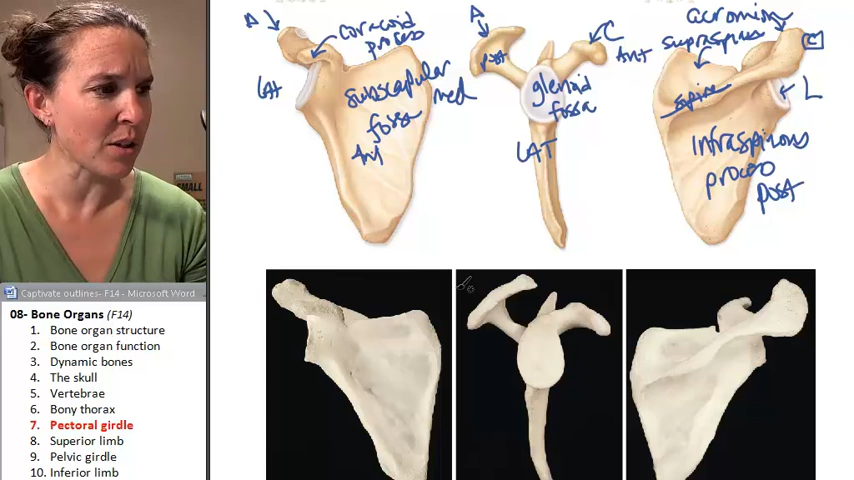 A
coracoid
process
LAT
subscapular
med
fossa
Ant
A
post
C
Ant
glenoid
fossa
LAT
acromion
supraspinous
C
spine
L
infraspinous
process
post
SMALL
Captivate outlines- F14 - Microsoft Word
08- Bone Organs (F14)
1. Bone organ structure
2. Bone organ function
3. Dynamic bones
4. The skull
5. Vertebrae
6. Bony thorax
7. Pectoral girdle
8. Superior limb
9. Pelvic girdle
10. Inferior limb